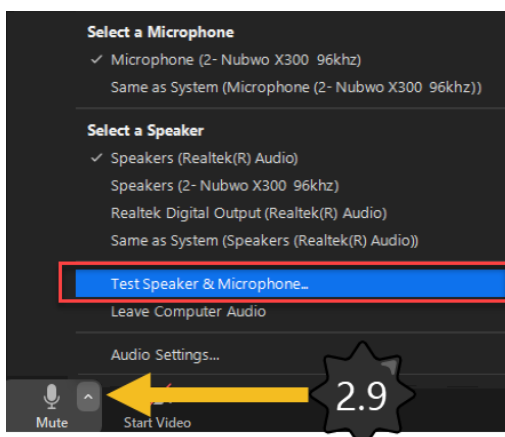 Select a Microphone
✓ Microphone (2- Nubwo X300 96khz)
Same as System (Microphone (2- Nubwo X300 96khz))
Select a Speaker
✓ Speakers (Realtek(R) Audio)
Speakers (2- Nubwo X300 96khz)
Realtek Digital Output (Realtek(R) Audio)
Same as System (Speakers (Realtek(R) Audio))
Test Speaker & Microphone...
Leave Computer Audio
Audio Settings...
2.9
Mute
Start Video